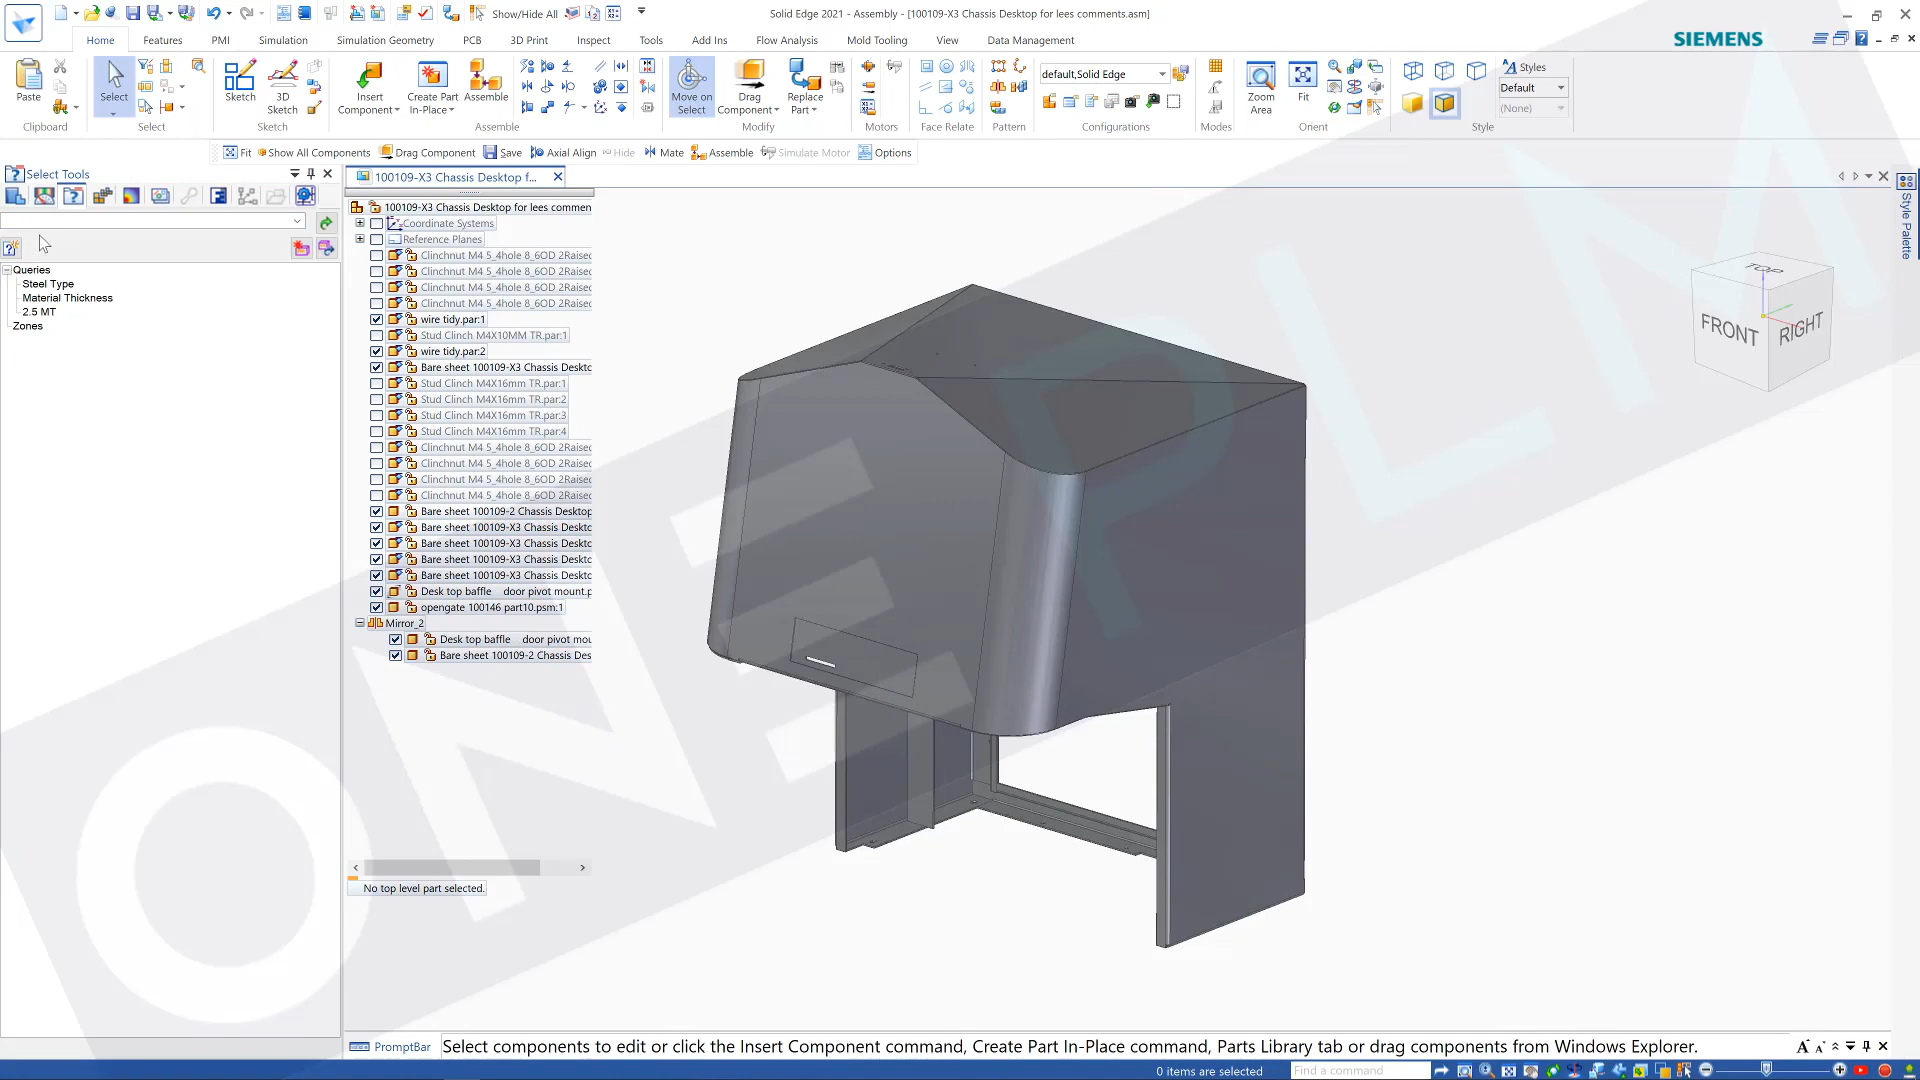 Show/Hide All
Solid Edge 2021 - Assembly - [100109-X3 Chassis Desktop for lees comments.asm]
Home
Features
PMI
Simulation
Simulation Geometry
PCB
3D Print
Inspect
Tools
Add Ins
Flow Analysis
Mold Tooling
View
Data Management
SIEMENS
Paste
Select
Sketch
3D Sketch
Insert Component
Create Part In-Place
Assemble
Move on Select
Drag Component
Replace Part
default,Solid Edge
Zoom Area
Fit
Styles
Default
(None)
Clipboard
Select
Sketch
Assemble
Modify
Motors
Face Relate
Pattern
Configurations
Modes
Orient
Style
Fit
Show All Components
Drag Component
Save
Axial Align
Hide
Mate
Assemble
Simulate Motor
Options
Select Tools
100109-X3 Chassis Desktop f...
Queries
Steel Type
Material Thickness
2.5 MT
Zones
100109-X3 Chassis Desktop for lees commen
Coordinate Systems
Reference Planes
Clinchnut M4 5_4hole 8_6OD 2Raised
Clinchnut M4 5_4hole 8_6OD 2Raised
Clinchnut M4 5_4hole 8_6OD 2Raised
Clinchnut M4 5_4hole 8_6OD 2Raised
wire tidy.par:1
Stud Clinch M4X10MM TR.par:1
wire tidy.par:2
Bare sheet 100109-X3 Chassis Deskto
Stud Clinch M4X16mm TR.par:1
Stud Clinch M4X16mm TR.par:2
Stud Clinch M4X16mm TR.par:3
Stud Clinch M4X16mm TR.par:4
Clinchnut M4 5_4hole 8_6OD 2Raised
Clinchnut M4 5_4hole 8_6OD 2Raised
Clinchnut M4 5_4hole 8_6OD 2Raised
Clinchnut M4 5_4hole 8_6OD 2Raised
Bare sheet 100109-2 Chassis Desktop
Bare sheet 100109-X3 Chassis Deskto
Bare sheet 100109-X3 Chassis Deskto
Bare sheet 100109-X3 Chassis Deskto
Bare sheet 100109-X3 Chassis Deskto
Desk top baffle door pivot mount.p
opengate 100146 part10.psm:1
Mirror_2
Desk top baffle door pivot mou
Bare sheet 100109-2 Chassis Des
No top level part selected.
TOP
FRONT
RIGHT
Style Palette
ONE PLM
PromptBar
Select components to edit or click the Insert Component command, Create Part In-Place command, Parts Library tab or drag components from Windows Explorer.
0 items are selected
Find a command